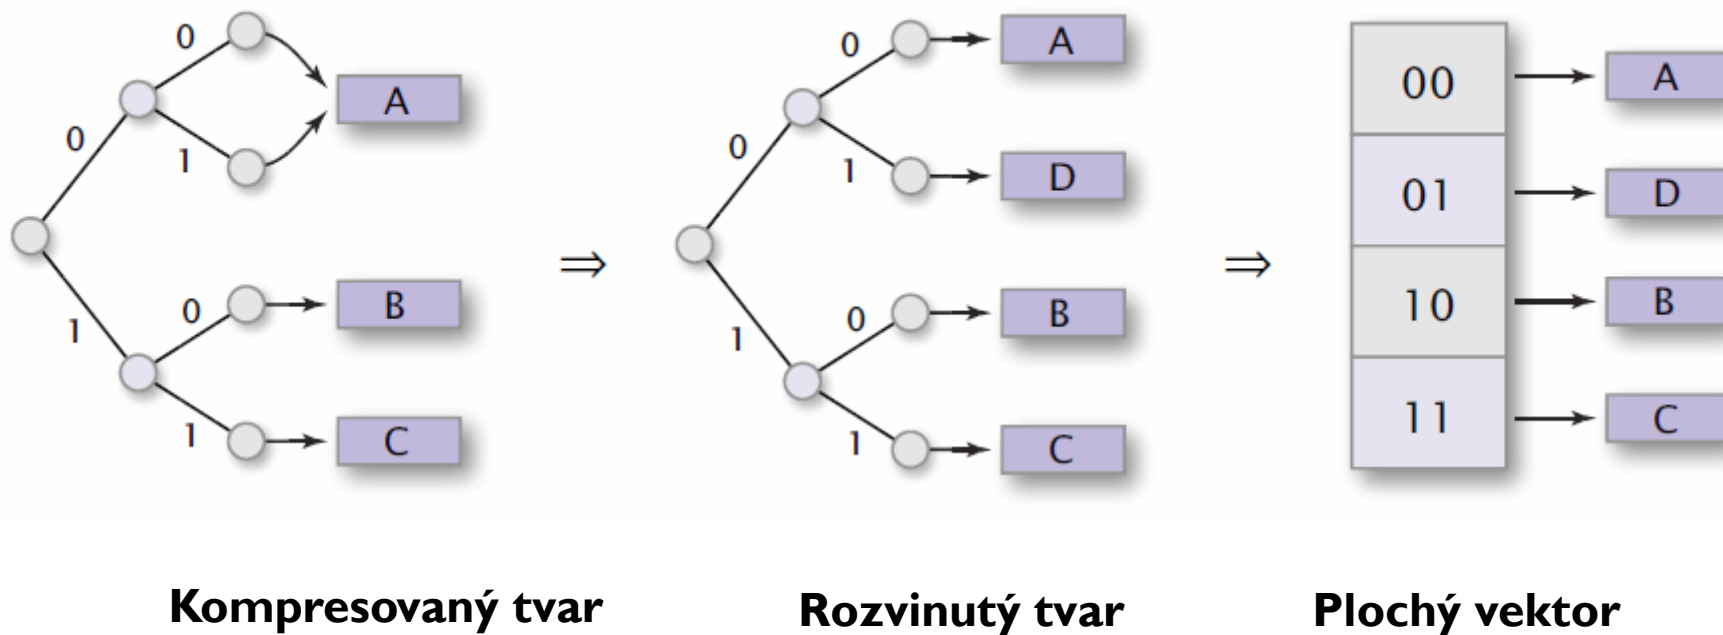 0
0
1
A
1
0
B
1
C
⇒
0
0
A
1
D
1
0
B
1
C
⇒
00
A
01
D
10
B
11
C
Kompresovaný tvar
Rozvinutý tvar
Plochý vektor